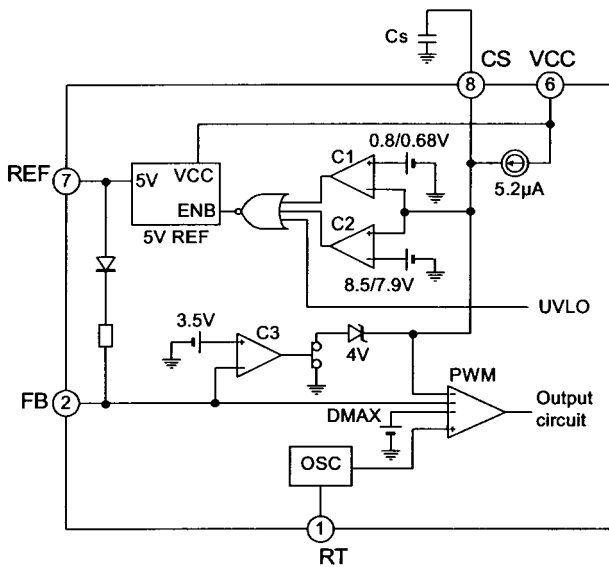 Cs
CS VCC
8 6
0.8/0.68V
REF
7
5V
VCC
C1
5.2μA
ENB
5V REF
C2
8.5/7.9V
UVLO
3.5V
C3
4V
PWM
FB
2
DMAX
Output
circuit
OSC
1
RT